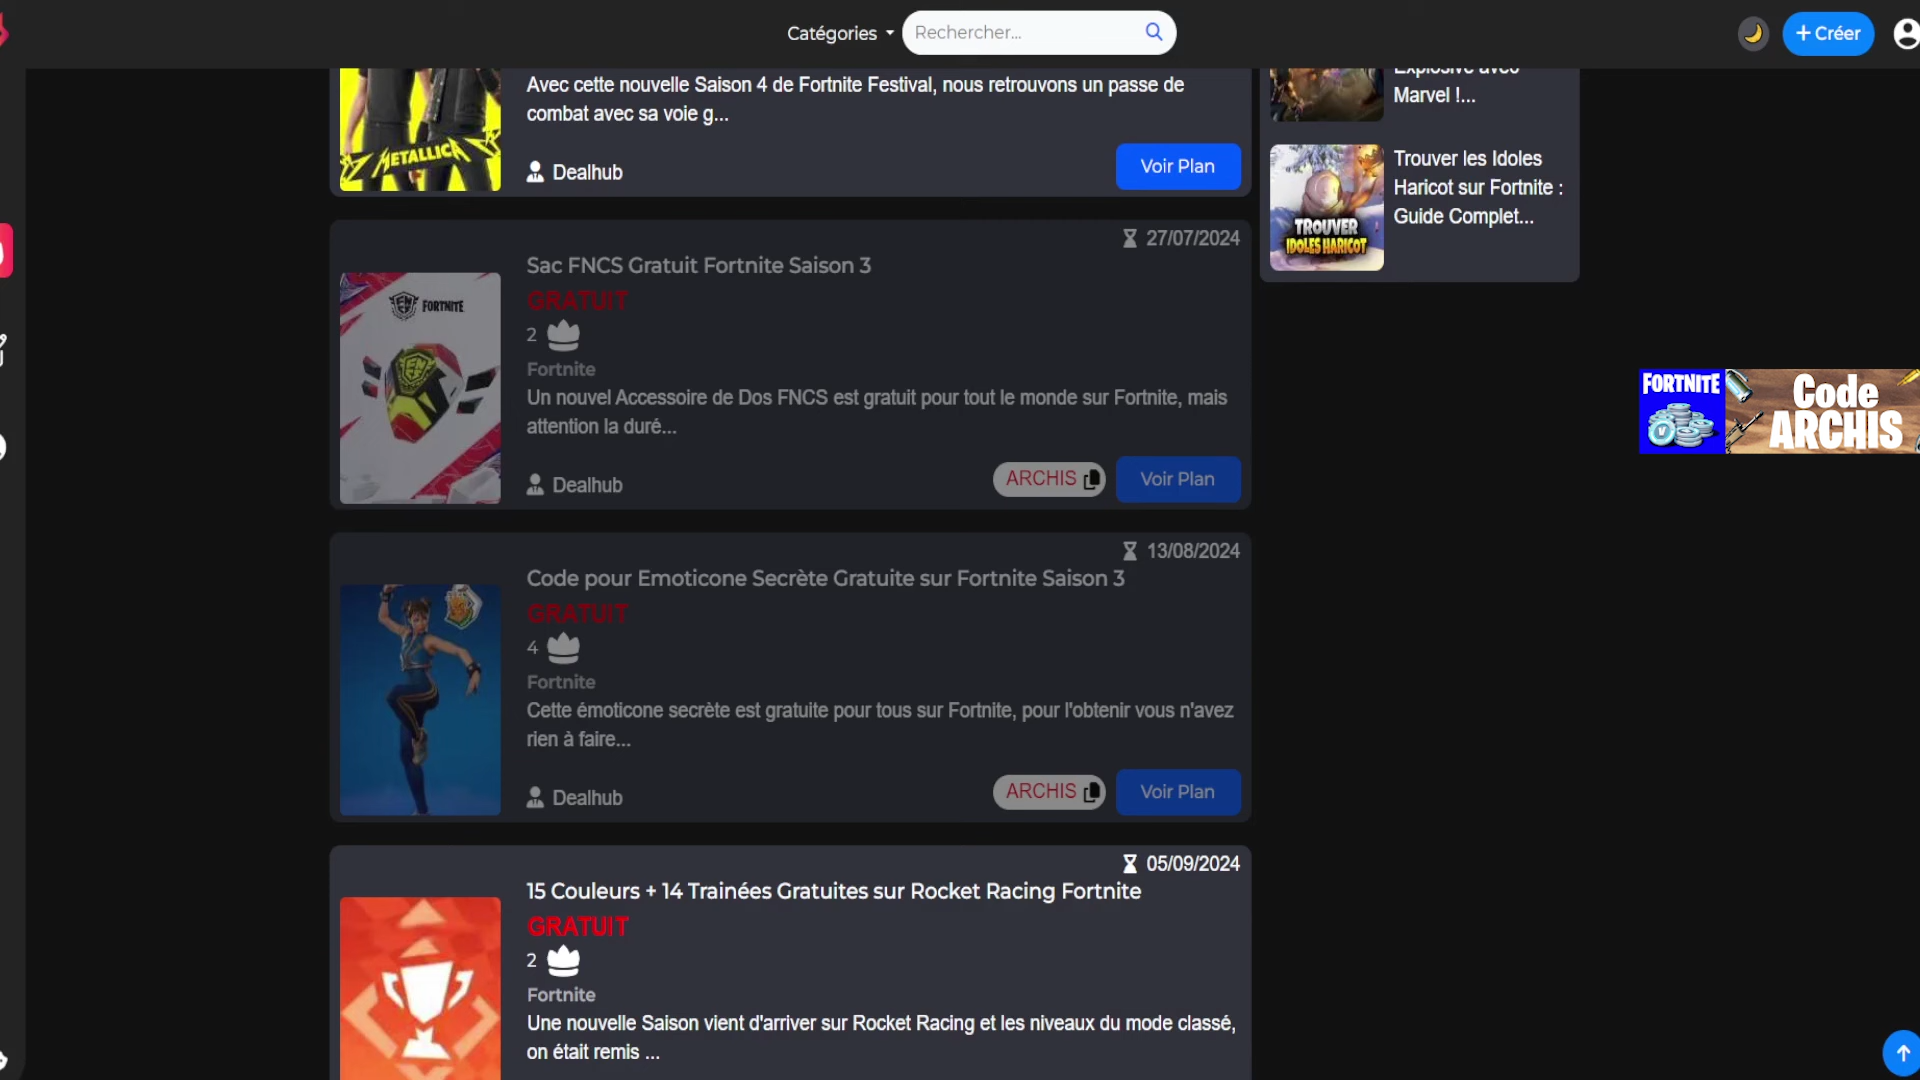 Catégories
Rechercher...
+ Créer
METALLICA
Avec cette nouvelle Saison 4 de Fortnite Festival, nous retrouvons un passe de
combat avec sa voie g...
Dealhub
Voir Plan
Explosive avec
Marvel !...
TROUVER
IDOLES HARICOT
Trouver les Idoles
Haricot sur Fortnite :
Guide Complet...
27/07/2024
Sac FNCS Gratuit Fortnite Saison 3
GRATUIT
2
Fortnite
Un nouvel Accessoire de Dos FNCS est gratuit pour tout le monde sur Fortnite, mais
attention la duré...
Dealhub
ARCHIS
Voir Plan
FORTNITE
FORTNITE
Code
ARCHIS
13/08/2024
Code pour Emoticone Secrète Gratuite sur Fortnite Saison 3
GRATUIT
4
Fortnite
Cette émoticone secrète est gratuite pour tous sur Fortnite, pour l'obtenir vous n'avez
rien à faire...
Dealhub
ARCHIS
Voir Plan
05/09/2024
15 Couleurs + 14 Trainées Gratuites sur Rocket Racing Fortnite
GRATUIT
2
Fortnite
Une nouvelle Saison vient d'arriver sur Rocket Racing et les niveaux du mode classé,
on était remis ...